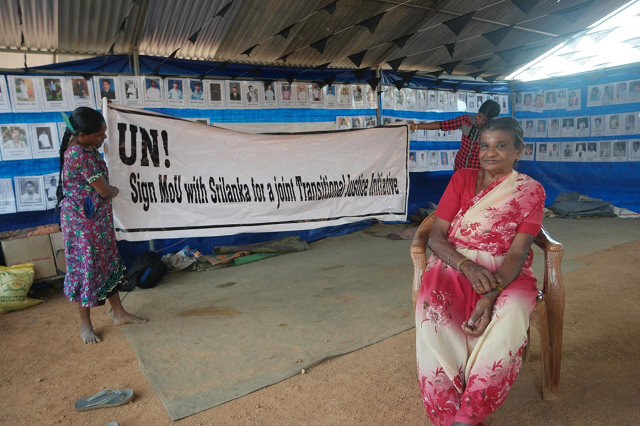 UN!
Sign MoU with Srilanka for a joint Transitional Justice Initiative